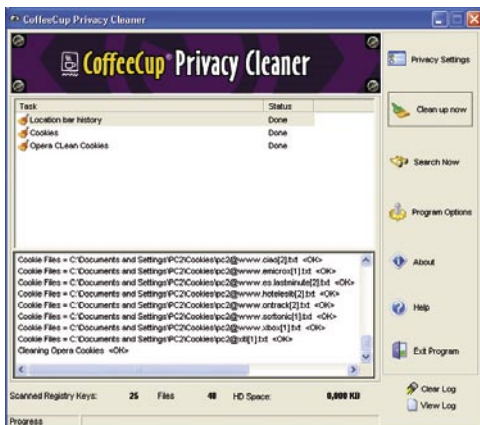 CoffeeCup Privacy Cleaner
CoffeeCup® Privacy Cleaner
Task Status
Location bar history Done
Cookies Done
Opera CLean Cookies Done
Cookie Files = C:\Documents and Settings\PC2\Cookies\pc2@www.ciao[2].txt <OK>
Cookie Files = C:\Documents and Settings\PC2\Cookies\pc2@www.emicrox[1].txt <OK>
Cookie Files = C:\Documents and Settings\PC2\Cookies\pc2@www.es.lastminute[2].txt <OK>
Cookie Files = C:\Documents and Settings\PC2\Cookies\pc2@www.hotelesib[2].txt <OK>
Cookie Files = C:\Documents and Settings\PC2\Cookies\pc2@www.ontrack[2].txt <OK>
Cookie Files = C:\Documents and Settings\PC2\Cookies\pc2@www.softonic[1].txt <OK>
Cookie Files = C:\Documents and Settings\PC2\Cookies\pc2@www.xbox[1].txt <OK>
Cookie Files = C:\Documents and Settings\PC2\Cookies\pc2@xiti[1].txt <OK>
Cleaning Opera Cookies <OK>
Scanned Registry Keys: 25 Files 48 HD Space: 0,000 KB
Progress
Privacy Settings
Clean up now
Search Now
Program Options
About
Help
Exit Program
Clear Log
View Log